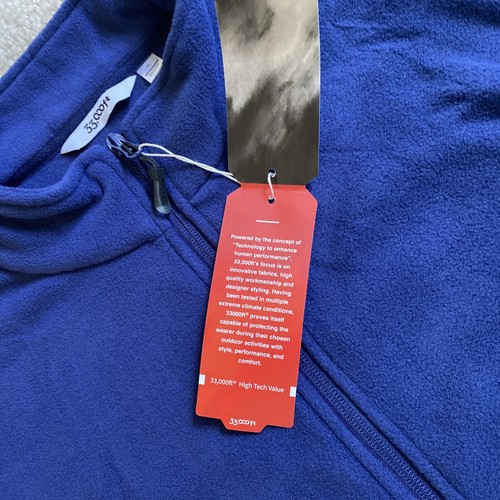 33,000ft
Powered by the concept of
"Technology to enhance
human performance",
33,000ft's focus is on
innovative fabrics, high
quality workmanship and
designer styling. Having
been tested in multiple
extreme climate conditions,
33000ft® proves itself
capable of protecting the
wearer during their chosen
outdoor activities with
style, performance, and
comfort.
33,000ft® High Tech Value
33,000ft